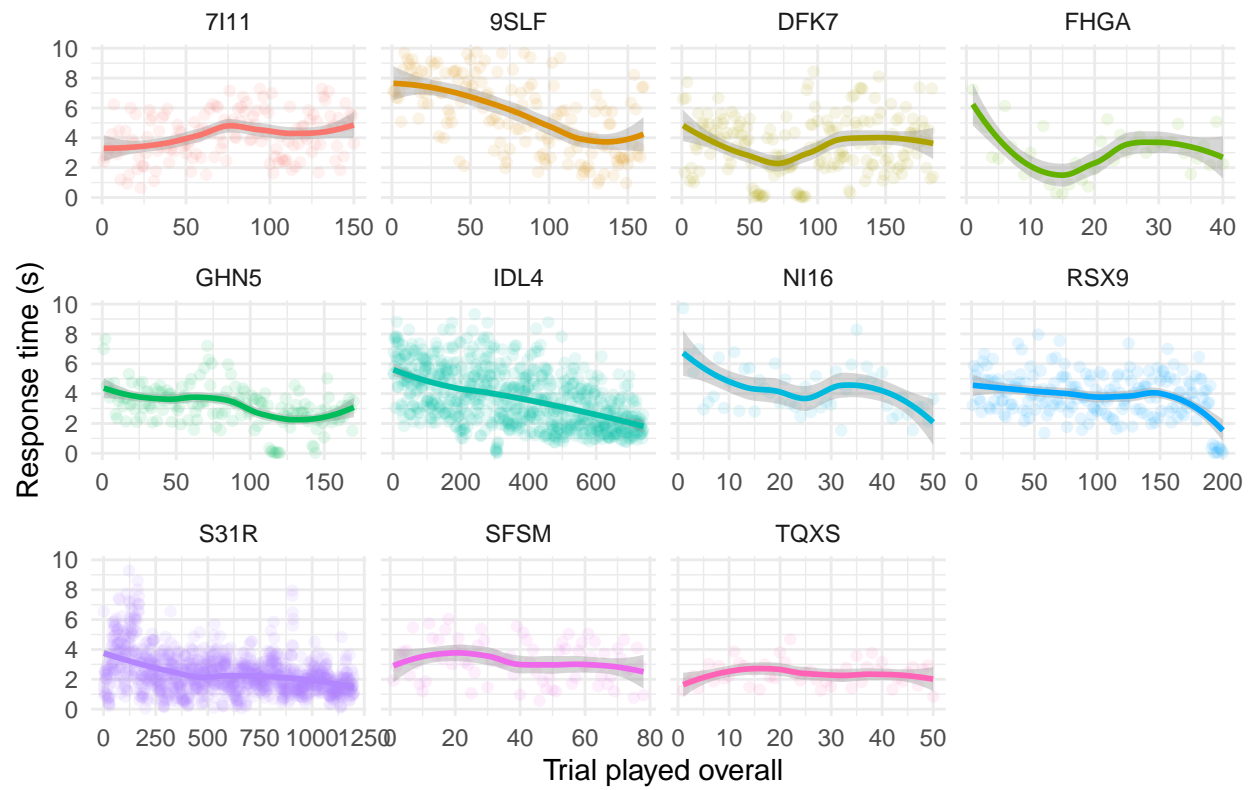 7I11 9SLF DFK7 FHGA
10
8
6
4
2
0
0 50 100 150 0 50 100 150 0 50 100 150 0 10 20 30 40
GHN5 IDL4 NI16 RSX9
10
8
6
4
2
0
0 50 100 150 0 200 400 600 0 10 20 30 40 50 0 50 100 150 200
S31R SFSM TQXS
10
8
6
4
2
0
0 250 500 750 1000 1250 0 20 40 60 80 0 10 20 30 40 50
Response time (s)
Trial played overall